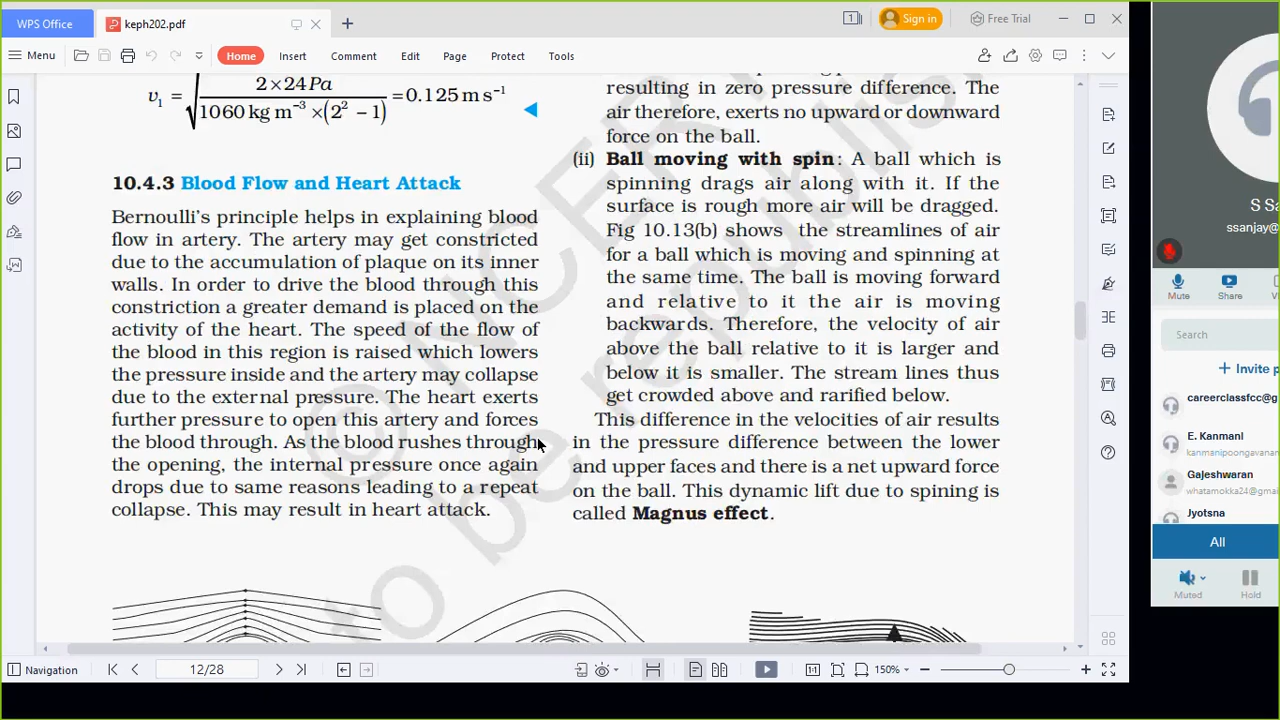 WPS Office
keph202.pdf
Sign in
Free Trial
Menu
Home
Insert
Comment
Edit
Page
Protect
Tools
v1 = √ 2×24Pa / 1060 kg m⁻³ ×(2² – 1) = 0.125 m s⁻¹
10.4.3 Blood Flow and Heart Attack
Bernoulli's principle helps in explaining blood
flow in artery. The artery may get constricted
due to the accumulation of plaque on its inner
walls. In order to drive the blood through this
constriction a greater demand is placed on the
activity of the heart. The speed of the flow of
the blood in this region is raised which lowers
the pressure inside and the artery may collapse
due to the external pressure. The heart exerts
further pressure to open this artery and forces
the blood through. As the blood rushes through
the opening, the internal pressure once again
drops due to same reasons leading to a repeat
collapse. This may result in heart attack.
resulting in zero pressure difference. The
air therefore, exerts no upward or downward
force on the ball.
(ii) Ball moving with spin: A ball which is
spinning drags air along with it. If the
surface is rough more air will be dragged.
Fig 10.13(b) shows the streamlines of air
for a ball which is moving and spinning at
the same time. The ball is moving forward
and relative to it the air is moving
backwards. Therefore, the velocity of air
above the ball relative to it is larger and
below it is smaller. The stream lines thus
get crowded above and rarified below.
This difference in the velocities of air results
in the pressure difference between the lower
and upper faces and there is a net upward force
on the ball. This dynamic lift due to spining is
called Magnus effect.
© NCERT
to be republish
Navigation
12/28
150%
S Sa
ssanjay@
Mute
Share
Search
Invite p
careerclassfcc@g
E. Kanmani
kanmanipoongavanam
Gajeshwaran
whatamokka24@gmail
Jyotsna
All
Muted
Hold